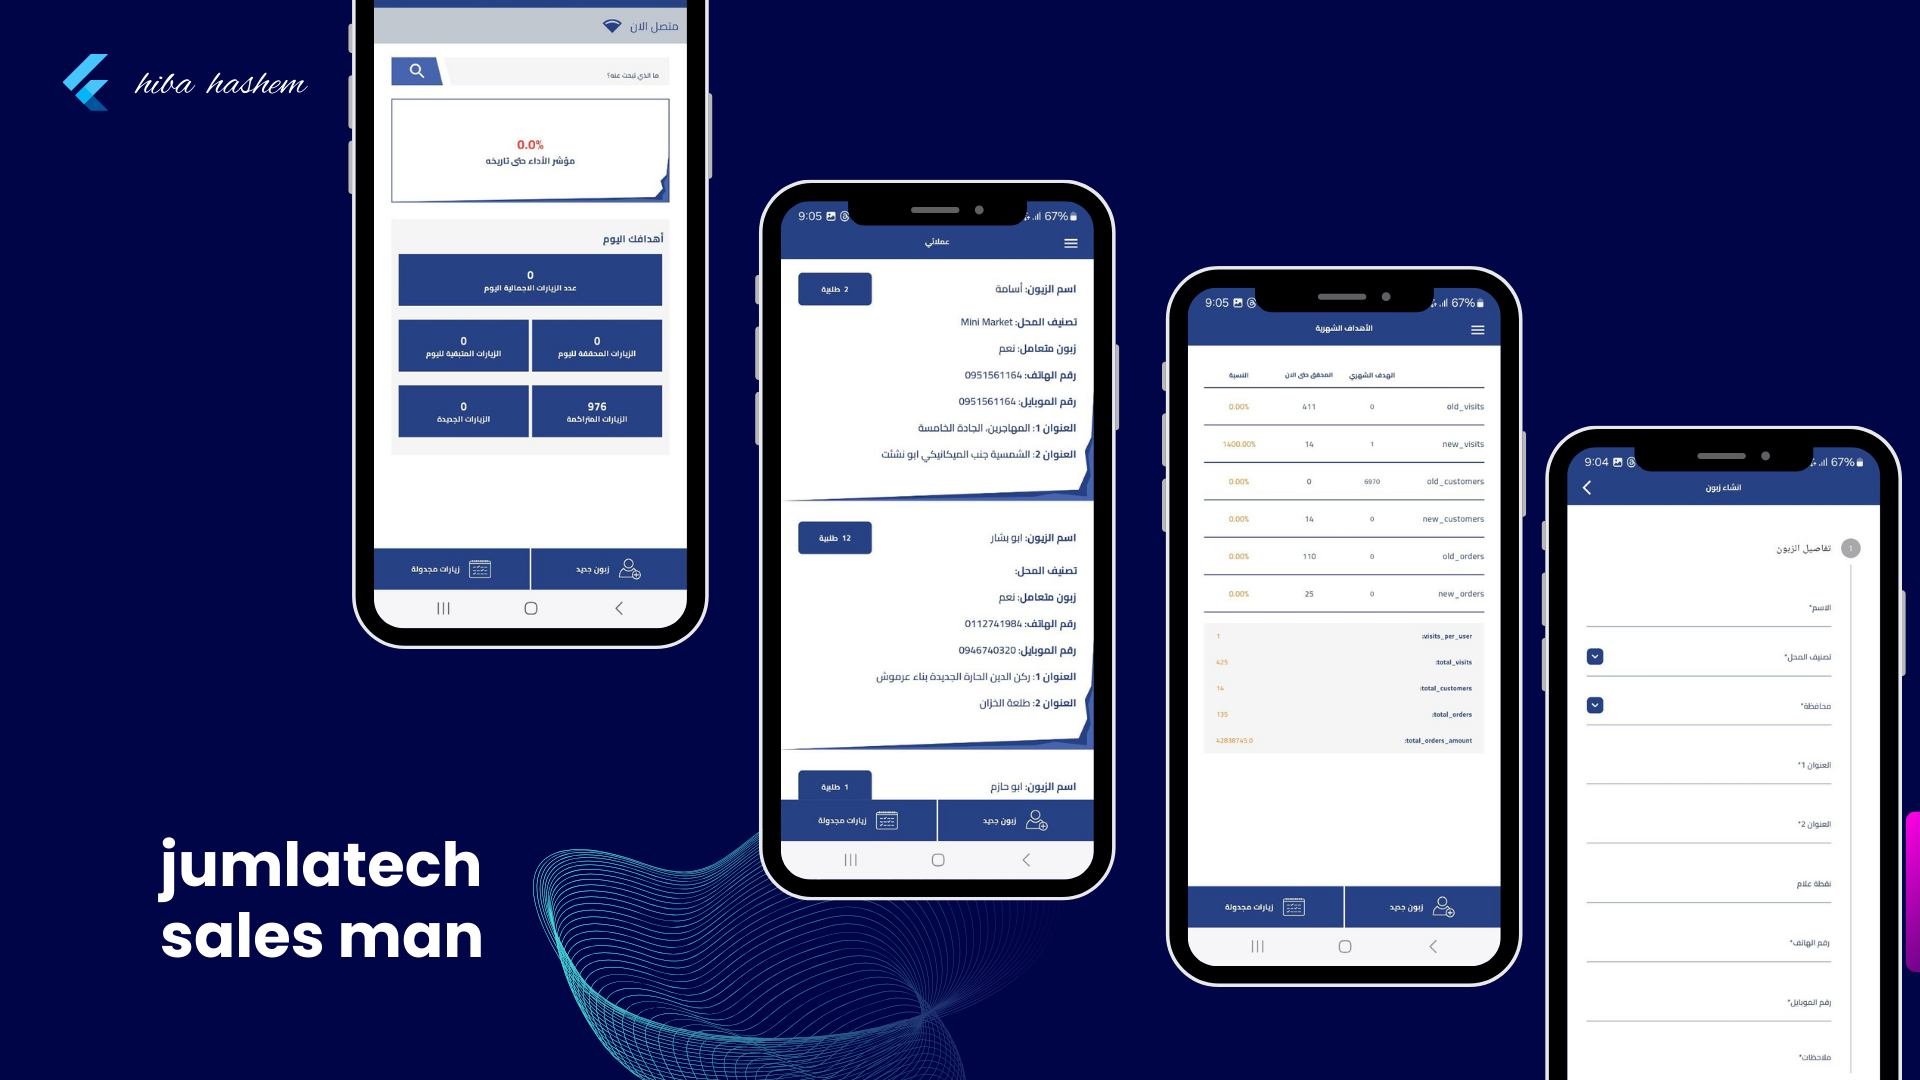 hiba hashem
متصل الان
ما الذي تبحث عنه؟
0.0%
مؤشر الأداء حتى تاريخه
أهدافك اليوم
0
عدد الزيارات الاجمالية اليوم
0
الزيارات المحققة لليوم
0
الزيارات المتبقية لليوم
976
الزيارات المتراكمة
0
الزيارات الجديدة
زبون جديد
زيارات مجدولة
9:05
67%
عملائي
اسم الزبون: أسامة
2 طلبية
تصنيف المحل: Mini Market
زبون متعامل: نعم
رقم الهاتف: 0951561164
رقم الموبايل: 0951561164
العنوان 1: المهاجرين، الجادة الخامسة
العنوان 2: الشمسية جنب الميكانيكي ابو نشئت
اسم الزبون: ابو بشار
12 طلبية
تصنيف المحل:
زبون متعامل: نعم
رقم الهاتف: 0112741984
رقم الموبايل: 0946740320
العنوان 1: ركن الدين الحارة الجديدة بناء عرموش
العنوان 2: طلعة الخزان
اسم الزبون: ابو حازم
1 طلبية
زبون جديد
زيارات مجدولة
9:05
67%
الأهداف الشهرية
الهدف الشهري المحقق حتى الان النسبة
old_visits 0 411 0.00%
new_visits 1 14 1400.00%
old_customers 6970 0 0.00%
new_customers 0 14 0.00%
old_orders 0 110 0.00%
new_orders 0 25 0.00%
visits_per_user: 1
total_visits: 425
total_customers: 14
total_orders: 135
total_orders_amount: 42838745.0
زبون جديد
زيارات مجدولة
9:04
67%
انشاء زبون
1 تفاصيل الزبون
الاسم*
تصنيف المحل*
محافظة*
العنوان 1*
العنوان 2*
نقطة علام
رقم الهاتف*
رقم الموبايل*
ملاحظات*
jumlatech
sales man